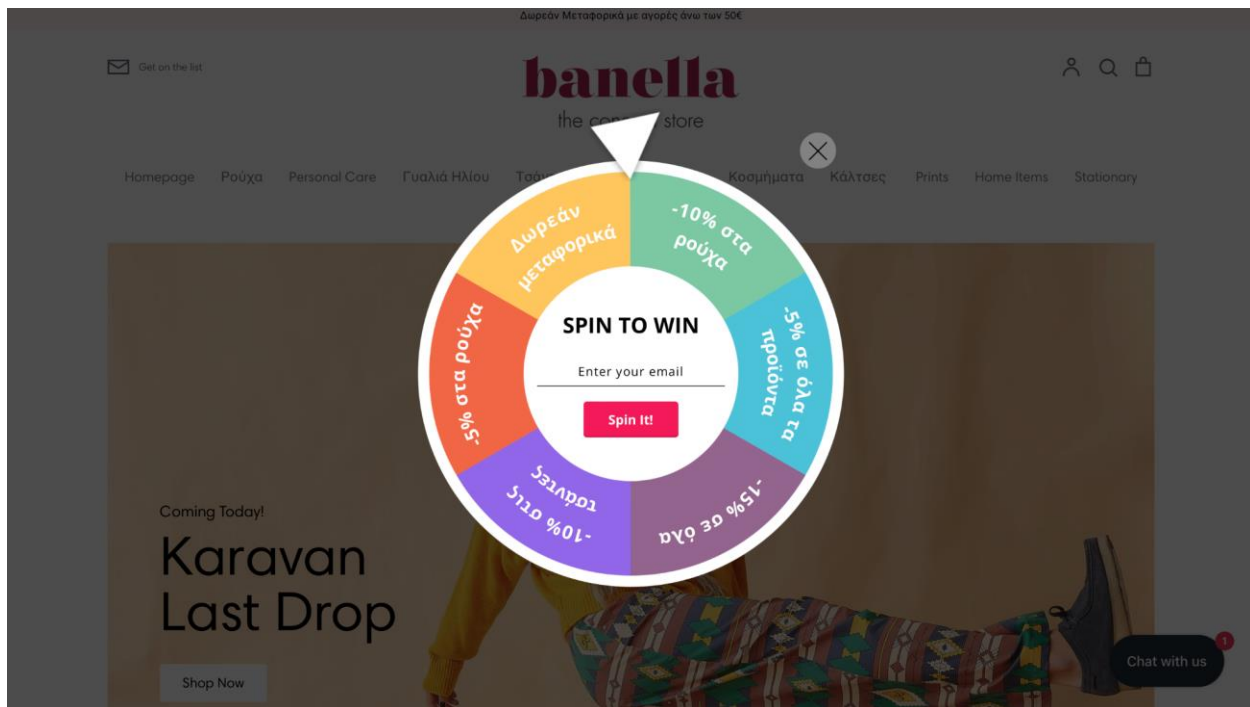 Δωρεάν Μεταφορικά με αγορές άνω των 50€
Get on the list
banella
the store
Homepage Ρούχα Personal Care Γυαλιά Ηλίου Κοσμήματα Κάλτσες Prints Home Items Stationary
Δωρεάν
μεταφορικά
-10% στα
ρούχα
-5% σε όλα τα
προϊόντα
-15% σε όλα
-10% στις
τσάντες
-5% στα ρούχα
SPIN TO WIN
Enter your email
Spin It!
Coming Today!
Karavan
Last Drop
Shop Now
1
Chat with us